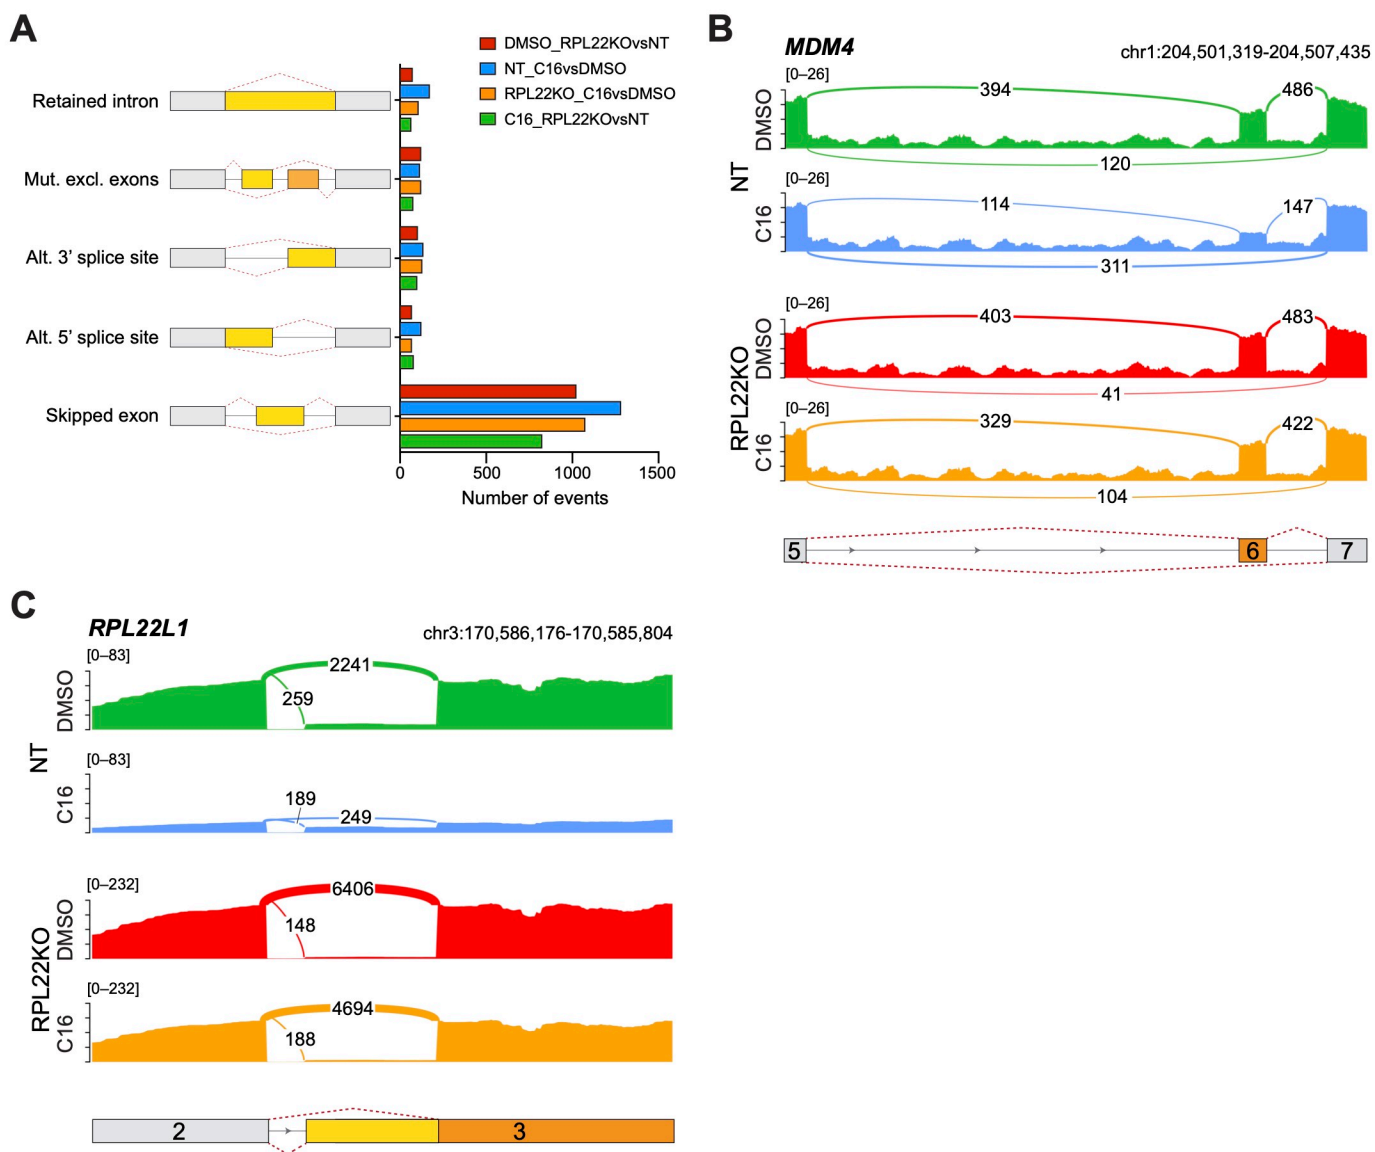 A
DMSO_RPL22KOvsNT
NT_C16vsDMSO
RPL22KO_C16vsDMSO
C16_RPL22KOvsNT
Retained intron
Mut. excl. exons
Alt. 3’ splice site
Alt. 5’ splice site
Skipped exon
0 500 1000 1500
Number of events
B
MDM4
chr1:204,501,319-204,507,435
NT
DMSO
[0–26]
394
486
120
C16
[0–26]
114
147
311
RPL22KO
DMSO
[0–26]
403
483
41
C16
[0–26]
329
422
104
5 6 7
C
RPL22L1
chr3:170,586,176-170,585,804
NT
DMSO
[0–83]
2241
259
C16
[0–83]
189
249
RPL22KO
DMSO
[0–232]
6406
148
C16
[0–232]
4694
188
2 3